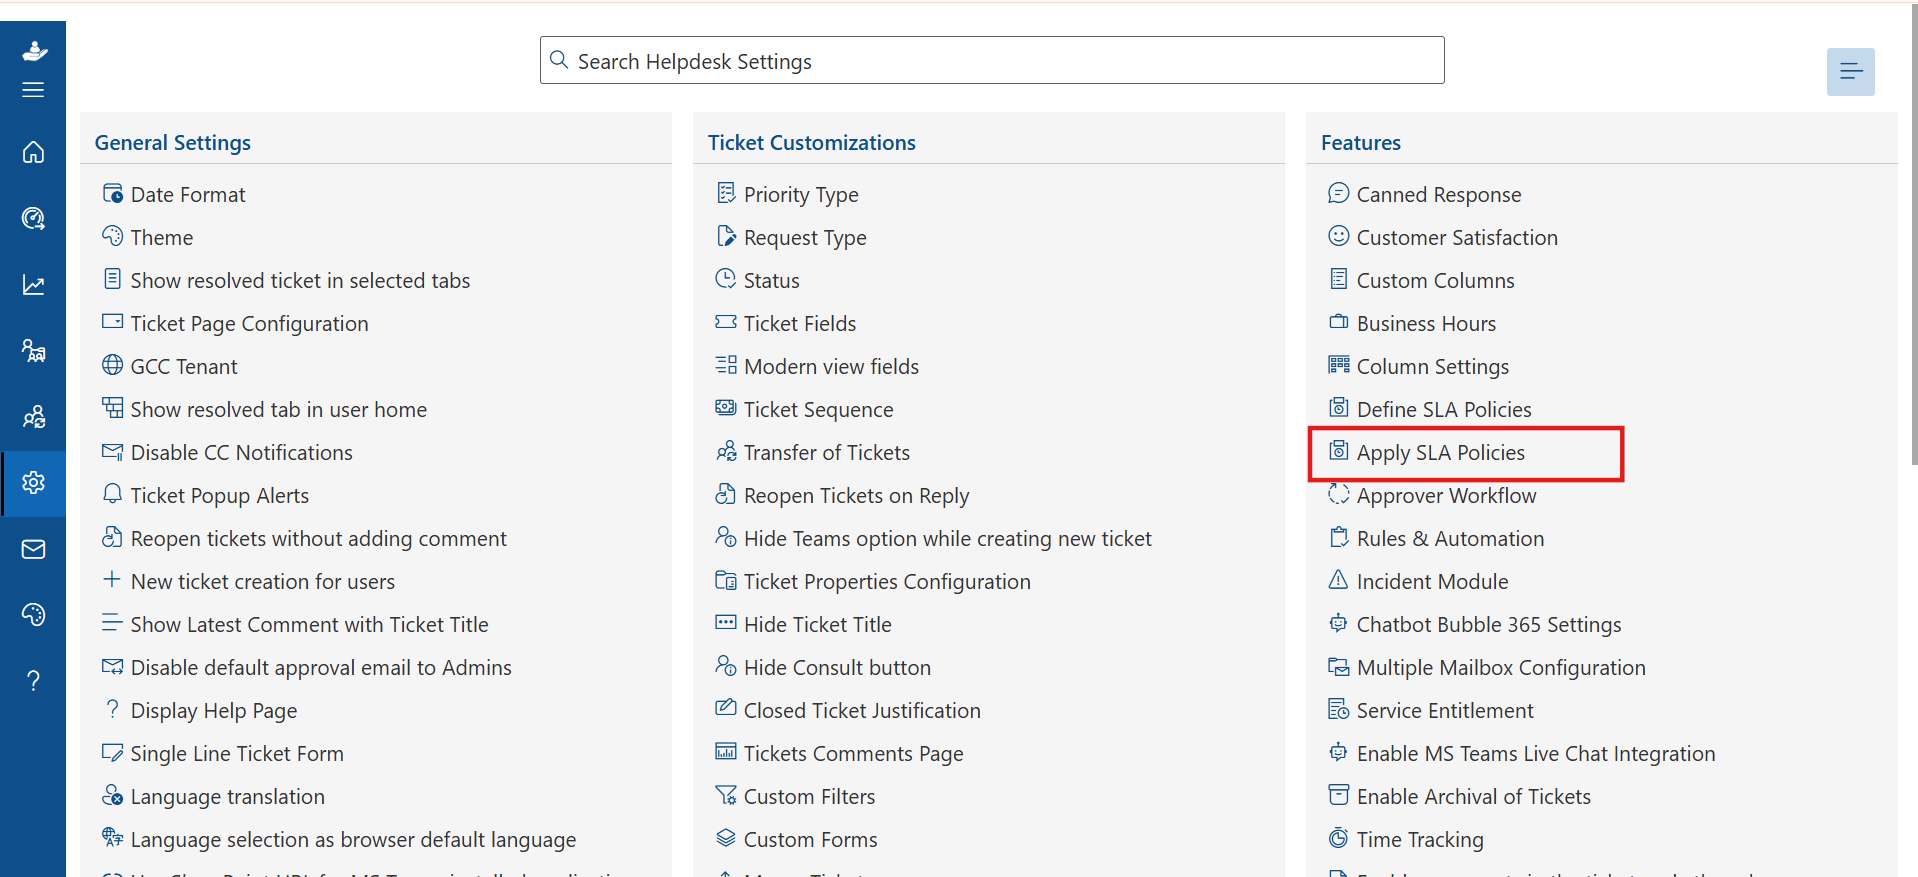 Search Helpdesk Settings
General Settings
Date Format
Theme
Show resolved ticket in selected tabs
Ticket Page Configuration
GCC Tenant
Show resolved tab in user home
Disable CC Notifications
Ticket Popup Alerts
Reopen tickets without adding comment
New ticket creation for users
Show Latest Comment with Ticket Title
Disable default approval email to Admins
Display Help Page
Single Line Ticket Form
Language translation
Language selection as browser default language
Ticket Customizations
Priority Type
Request Type
Status
Ticket Fields
Modern view fields
Ticket Sequence
Transfer of Tickets
Reopen Tickets on Reply
Hide Teams option while creating new ticket
Ticket Properties Configuration
Hide Ticket Title
Hide Consult button
Closed Ticket Justification
Tickets Comments Page
Custom Filters
Custom Forms
Features
Canned Response
Customer Satisfaction
Custom Columns
Business Hours
Column Settings
Define SLA Policies
Apply SLA Policies
Approver Workflow
Rules & Automation
Incident Module
Chatbot Bubble 365 Settings
Multiple Mailbox Configuration
Service Entitlement
Enable MS Teams Live Chat Integration
Enable Archival of Tickets
Time Tracking